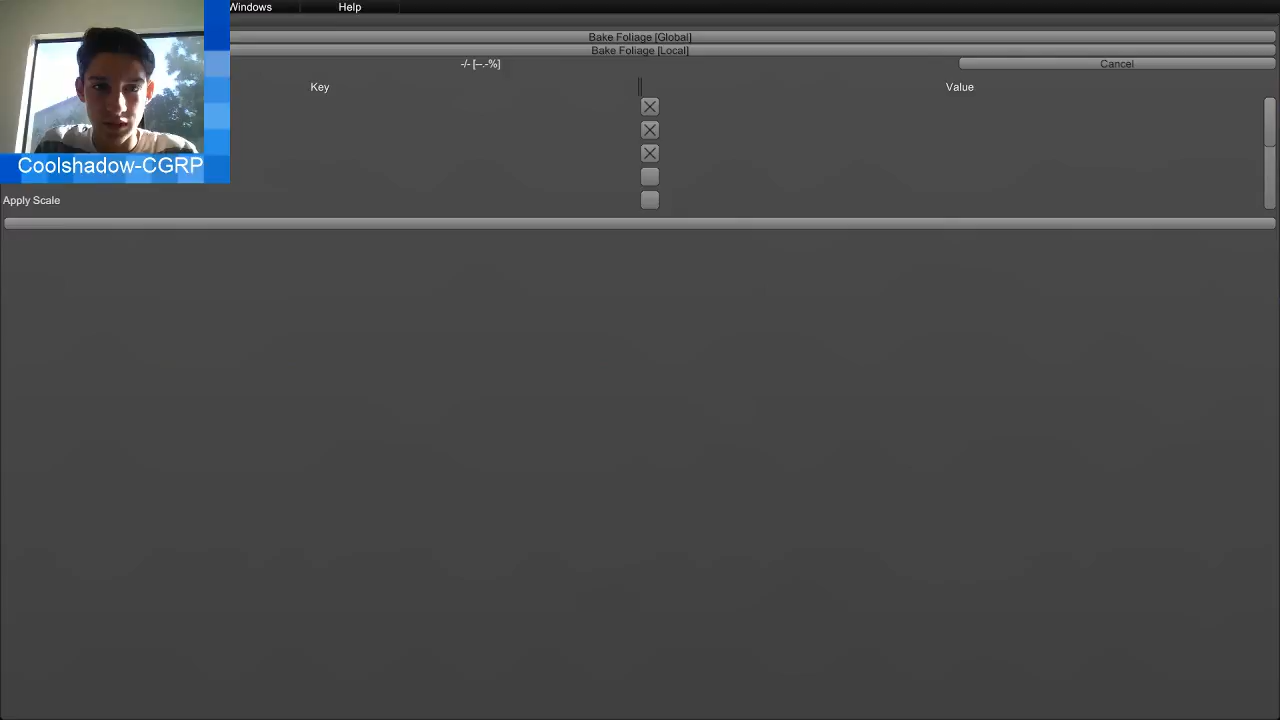 Windows Help
Bake Foliage [Global]
Bake Foliage [Local]
-/- [--.-%] Cancel
Key Value
Coolshadow-CGRP
Apply Scale